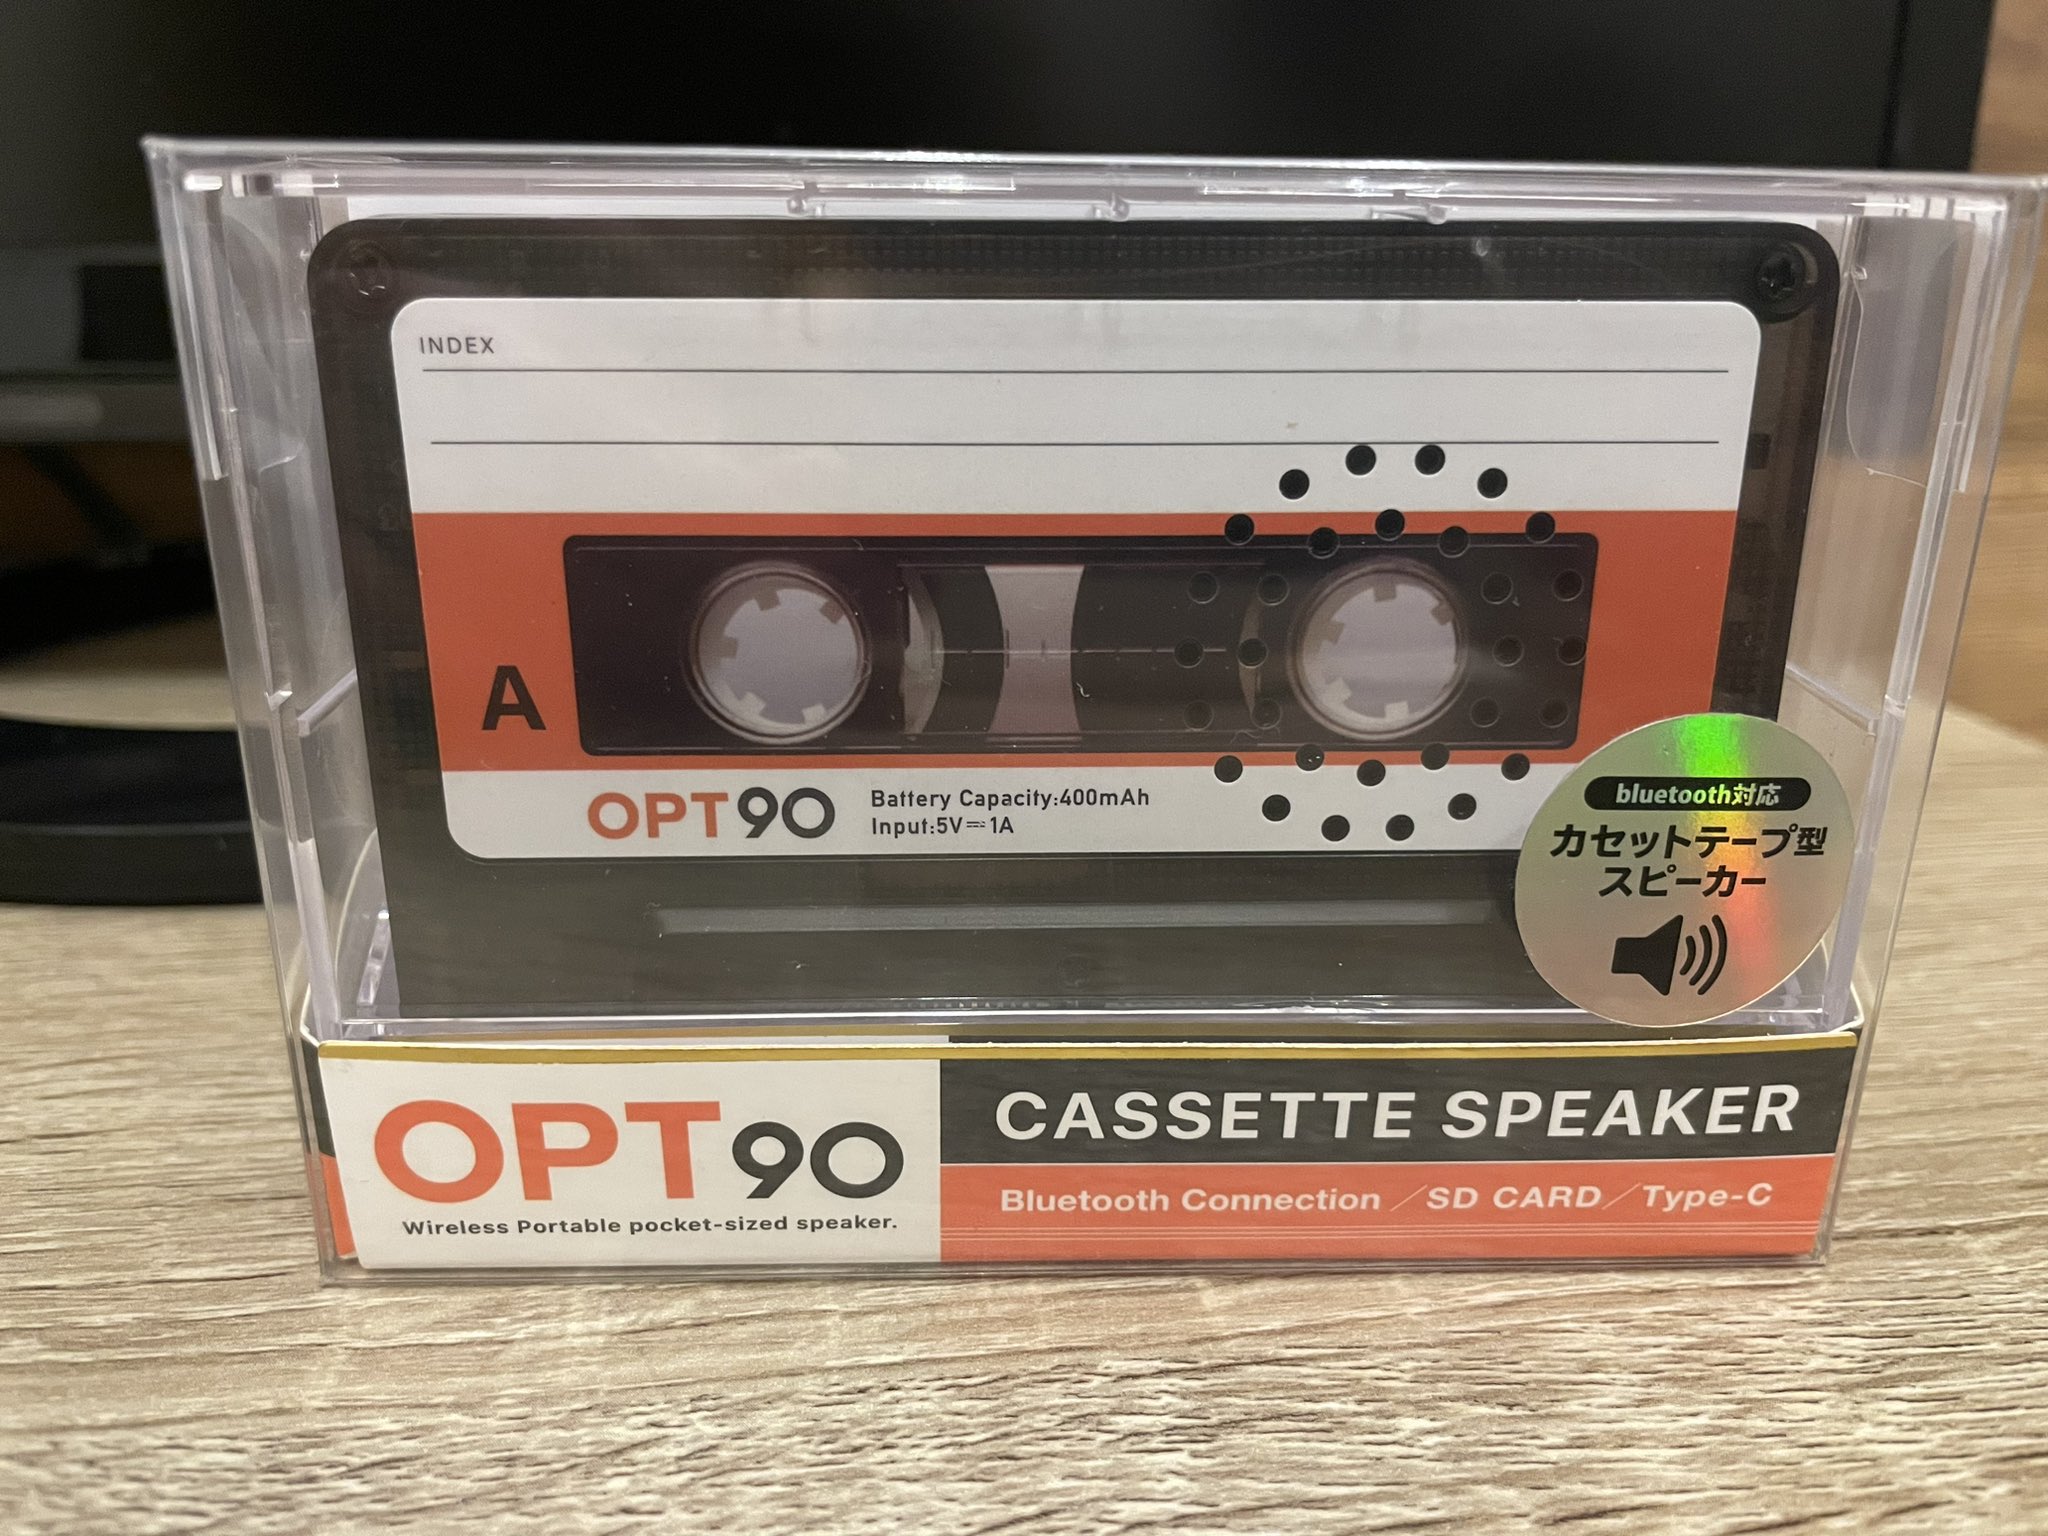 INDEX
A
OPT90
Battery Capacity:400mAh
Input:5V⎓1A
bluetooth対応
カセットテープ型
スピーカー
OPT90
Wireless Portable pocket-sized speaker.
CASSETTE SPEAKER
Bluetooth Connection／SD CARD／Type-C